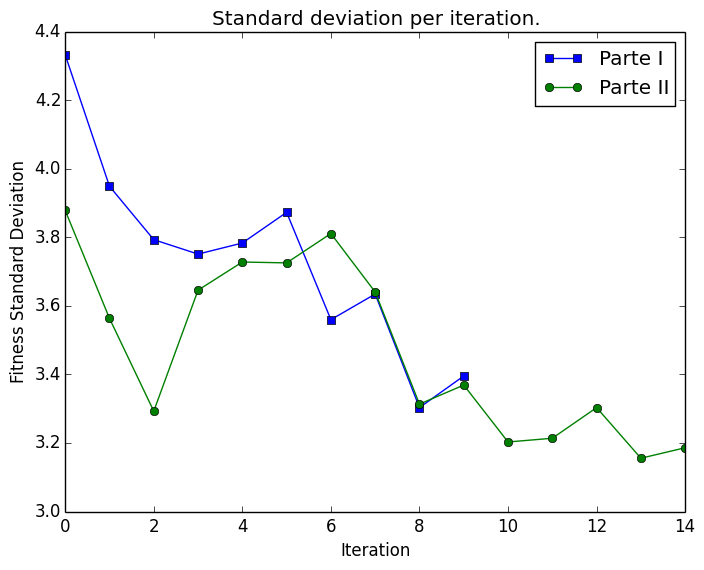 Standard deviation per iteration.
Parte I
Parte II
Fitness Standard Deviation
4.4
4.2
4.0
3.8
3.6
3.4
3.2
3.0
0 2 4 6 8 10 12 14
Iteration